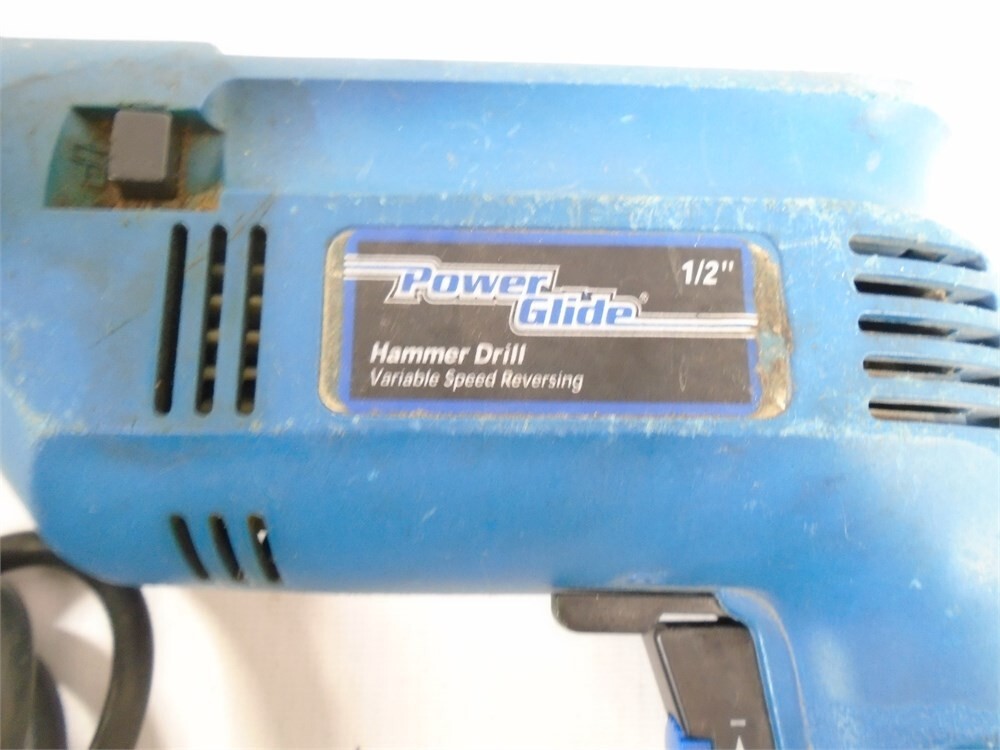 Power
Glide®
1/2"
Hammer Drill
Variable Speed Reversing